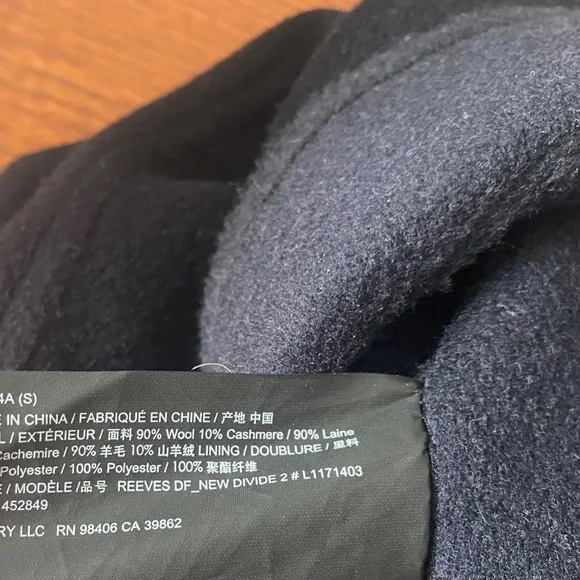 4A (S)
E IN CHINA / FABRIQUÉ EN CHINE / 产地 中国
L / EXTÉRIEUR / 面料 90% Wool 10% Cashmere / 90% Laine
Cachemire / 90% 羊毛 10% 山羊绒 LINING / DOUBLURE / 里料
Polyester / 100% Polyester / 100% 聚酯纤维
E / MODÈLE /品号 REEVES DF_NEW DIVIDE 2 # L1171403
452849
RY LLC RN 98406 CA 39862